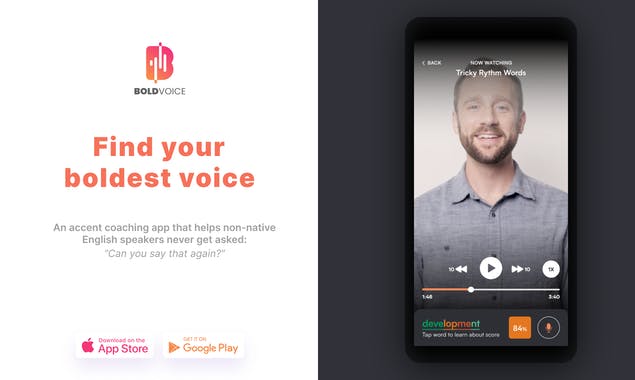 BOLDVOICE
Find your
boldest voice
An accent coaching app that helps non-native
English speakers never get asked:
"Can you say that again?"
Download on the
App Store
GET IT ON
Google Play
BACK
NOW WATCHING
Tricky Rythm Words
10
10
1X
1:46
3:40
development
84%
Tap word to learn about score